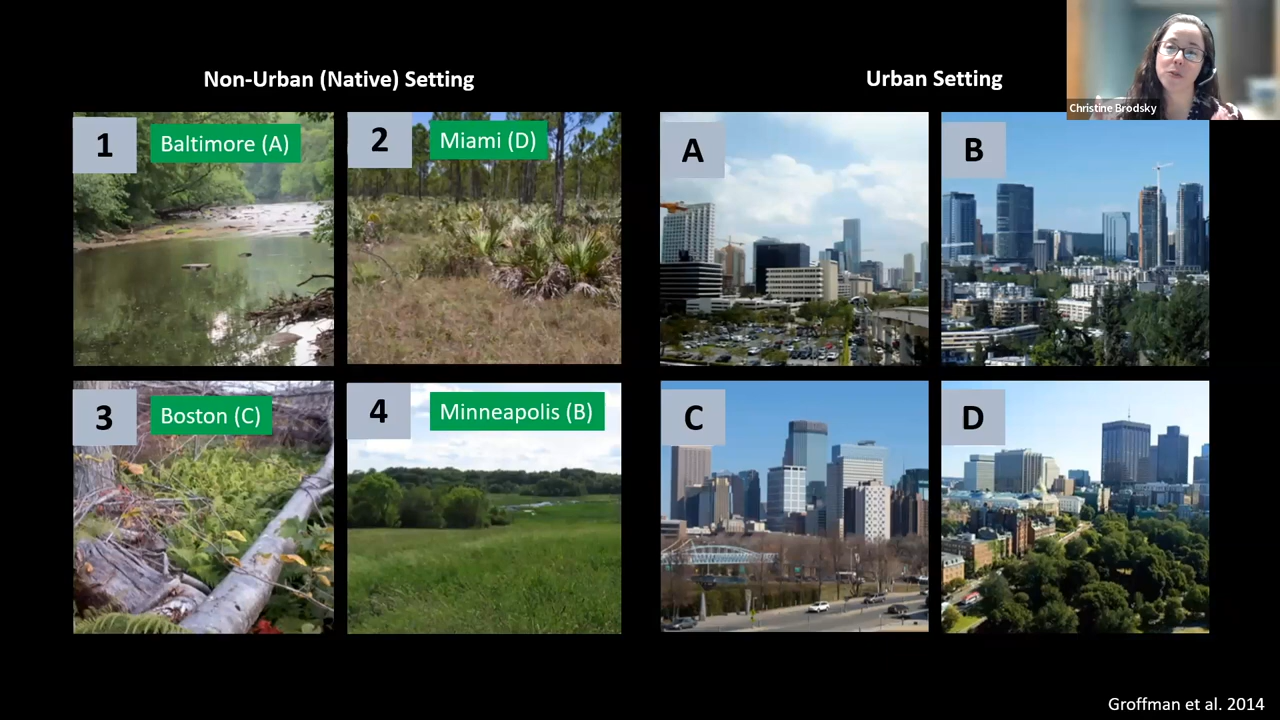 Non-Urban (Native) Setting
Urban Setting
Christine Brodsky
1
Baltimore (A)
2
Miami (D)
A
B
3
Boston (C)
4
Minneapolis (B)
C
D
Groffman et al. 2014